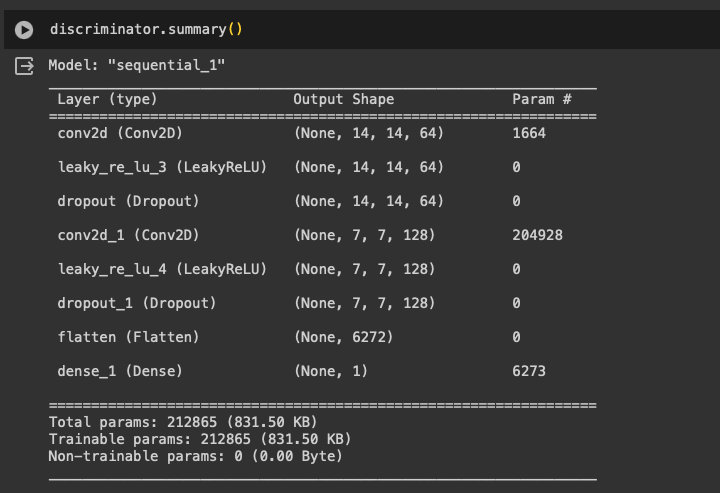 discriminator.summary()
Model: "sequential_1"
Layer (type) Output Shape Param #
conv2d (Conv2D) (None, 14, 14, 64) 1664
leaky_re_lu_3 (LeakyReLU) (None, 14, 14, 64) 0
dropout (Dropout) (None, 14, 14, 64) 0
conv2d_1 (Conv2D) (None, 7, 7, 128) 204928
leaky_re_lu_4 (LeakyReLU) (None, 7, 7, 128) 0
dropout_1 (Dropout) (None, 7, 7, 128) 0
flatten (Flatten) (None, 6272) 0
dense_1 (Dense) (None, 1) 6273
Total params: 212865 (831.50 KB)
Trainable params: 212865 (831.50 KB)
Non-trainable params: 0 (0.00 Byte)